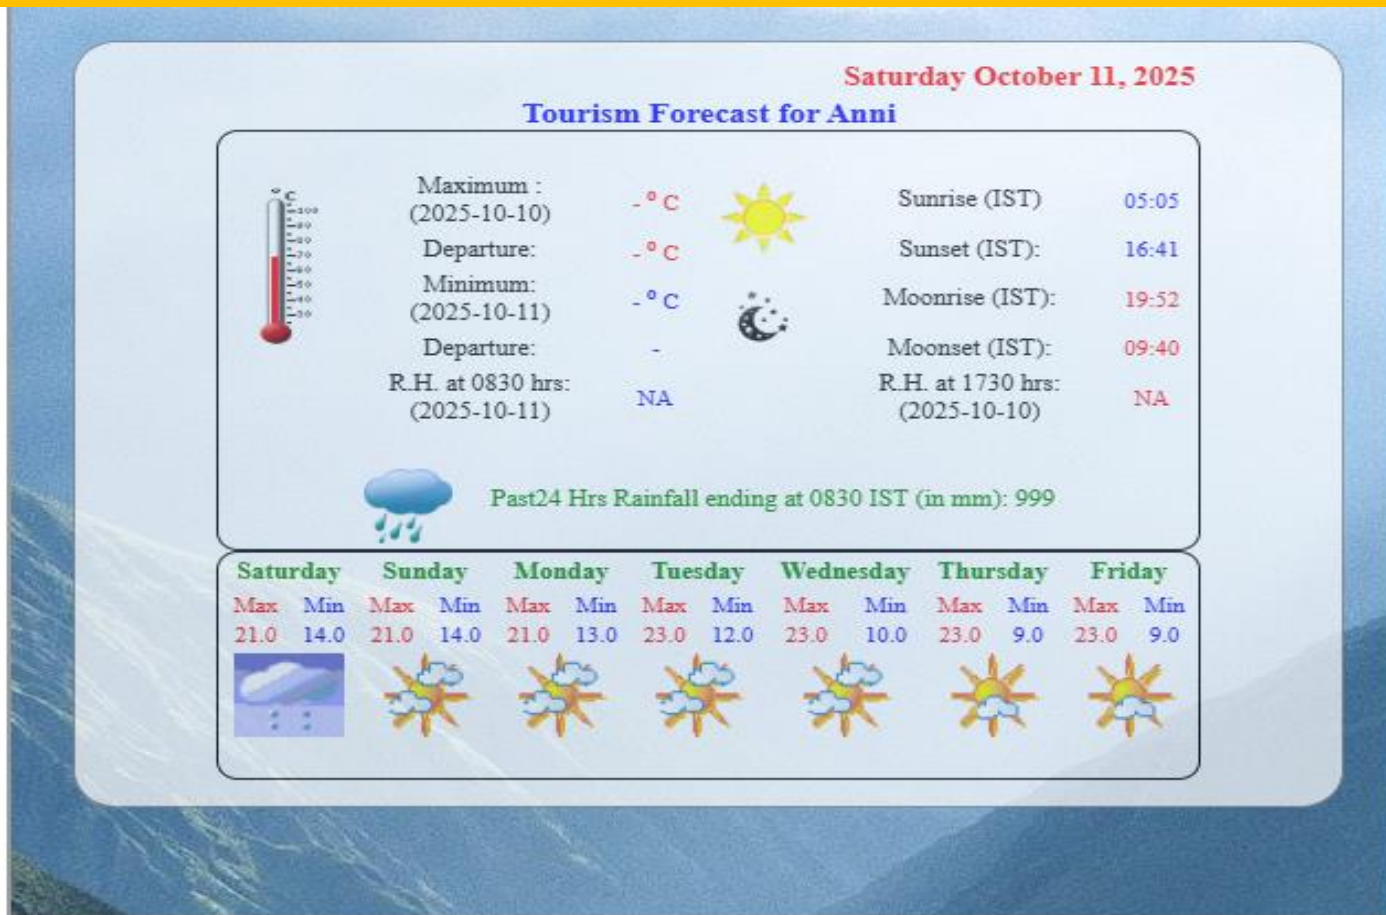 Saturday October 11, 2025
Tourism Forecast for Anni
Maximum :
(2025-10-10)
- ° C
Sunrise (IST)
05:05
Departure:
- ° C
Sunset (IST):
16:41
Minimum:
(2025-10-11)
- ° C
Moonrise (IST):
19:52
Departure:
-
Moonset (IST):
09:40
R.H. at 0830 hrs:
(2025-10-11)
NA
R.H. at 1730 hrs:
(2025-10-10)
NA
Past24 Hrs Rainfall ending at 0830 IST (in mm): 999
Saturday Sunday Monday Tuesday Wednesday Thursday Friday
Max Min Max Min Max Min Max Min Max Min Max Min Max Min
21.0 14.0 21.0 14.0 21.0 13.0 23.0 12.0 23.0 10.0 23.0 9.0 23.0 9.0